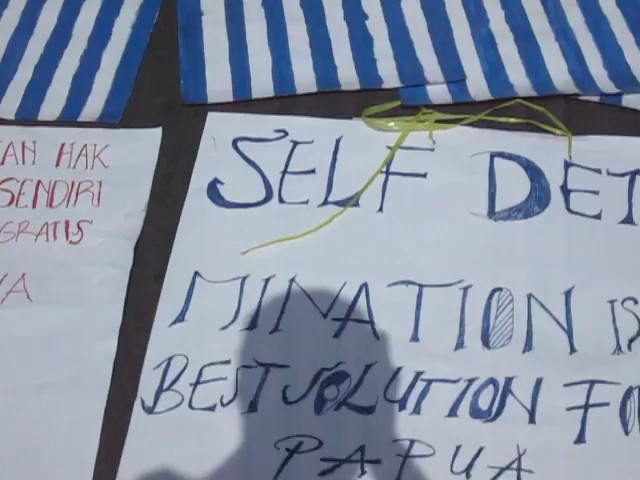 AN HAK
SENDIRI
GRATIS
A
SELF DET
MINATION IS
BEST SOLUTION FO
PAPUA